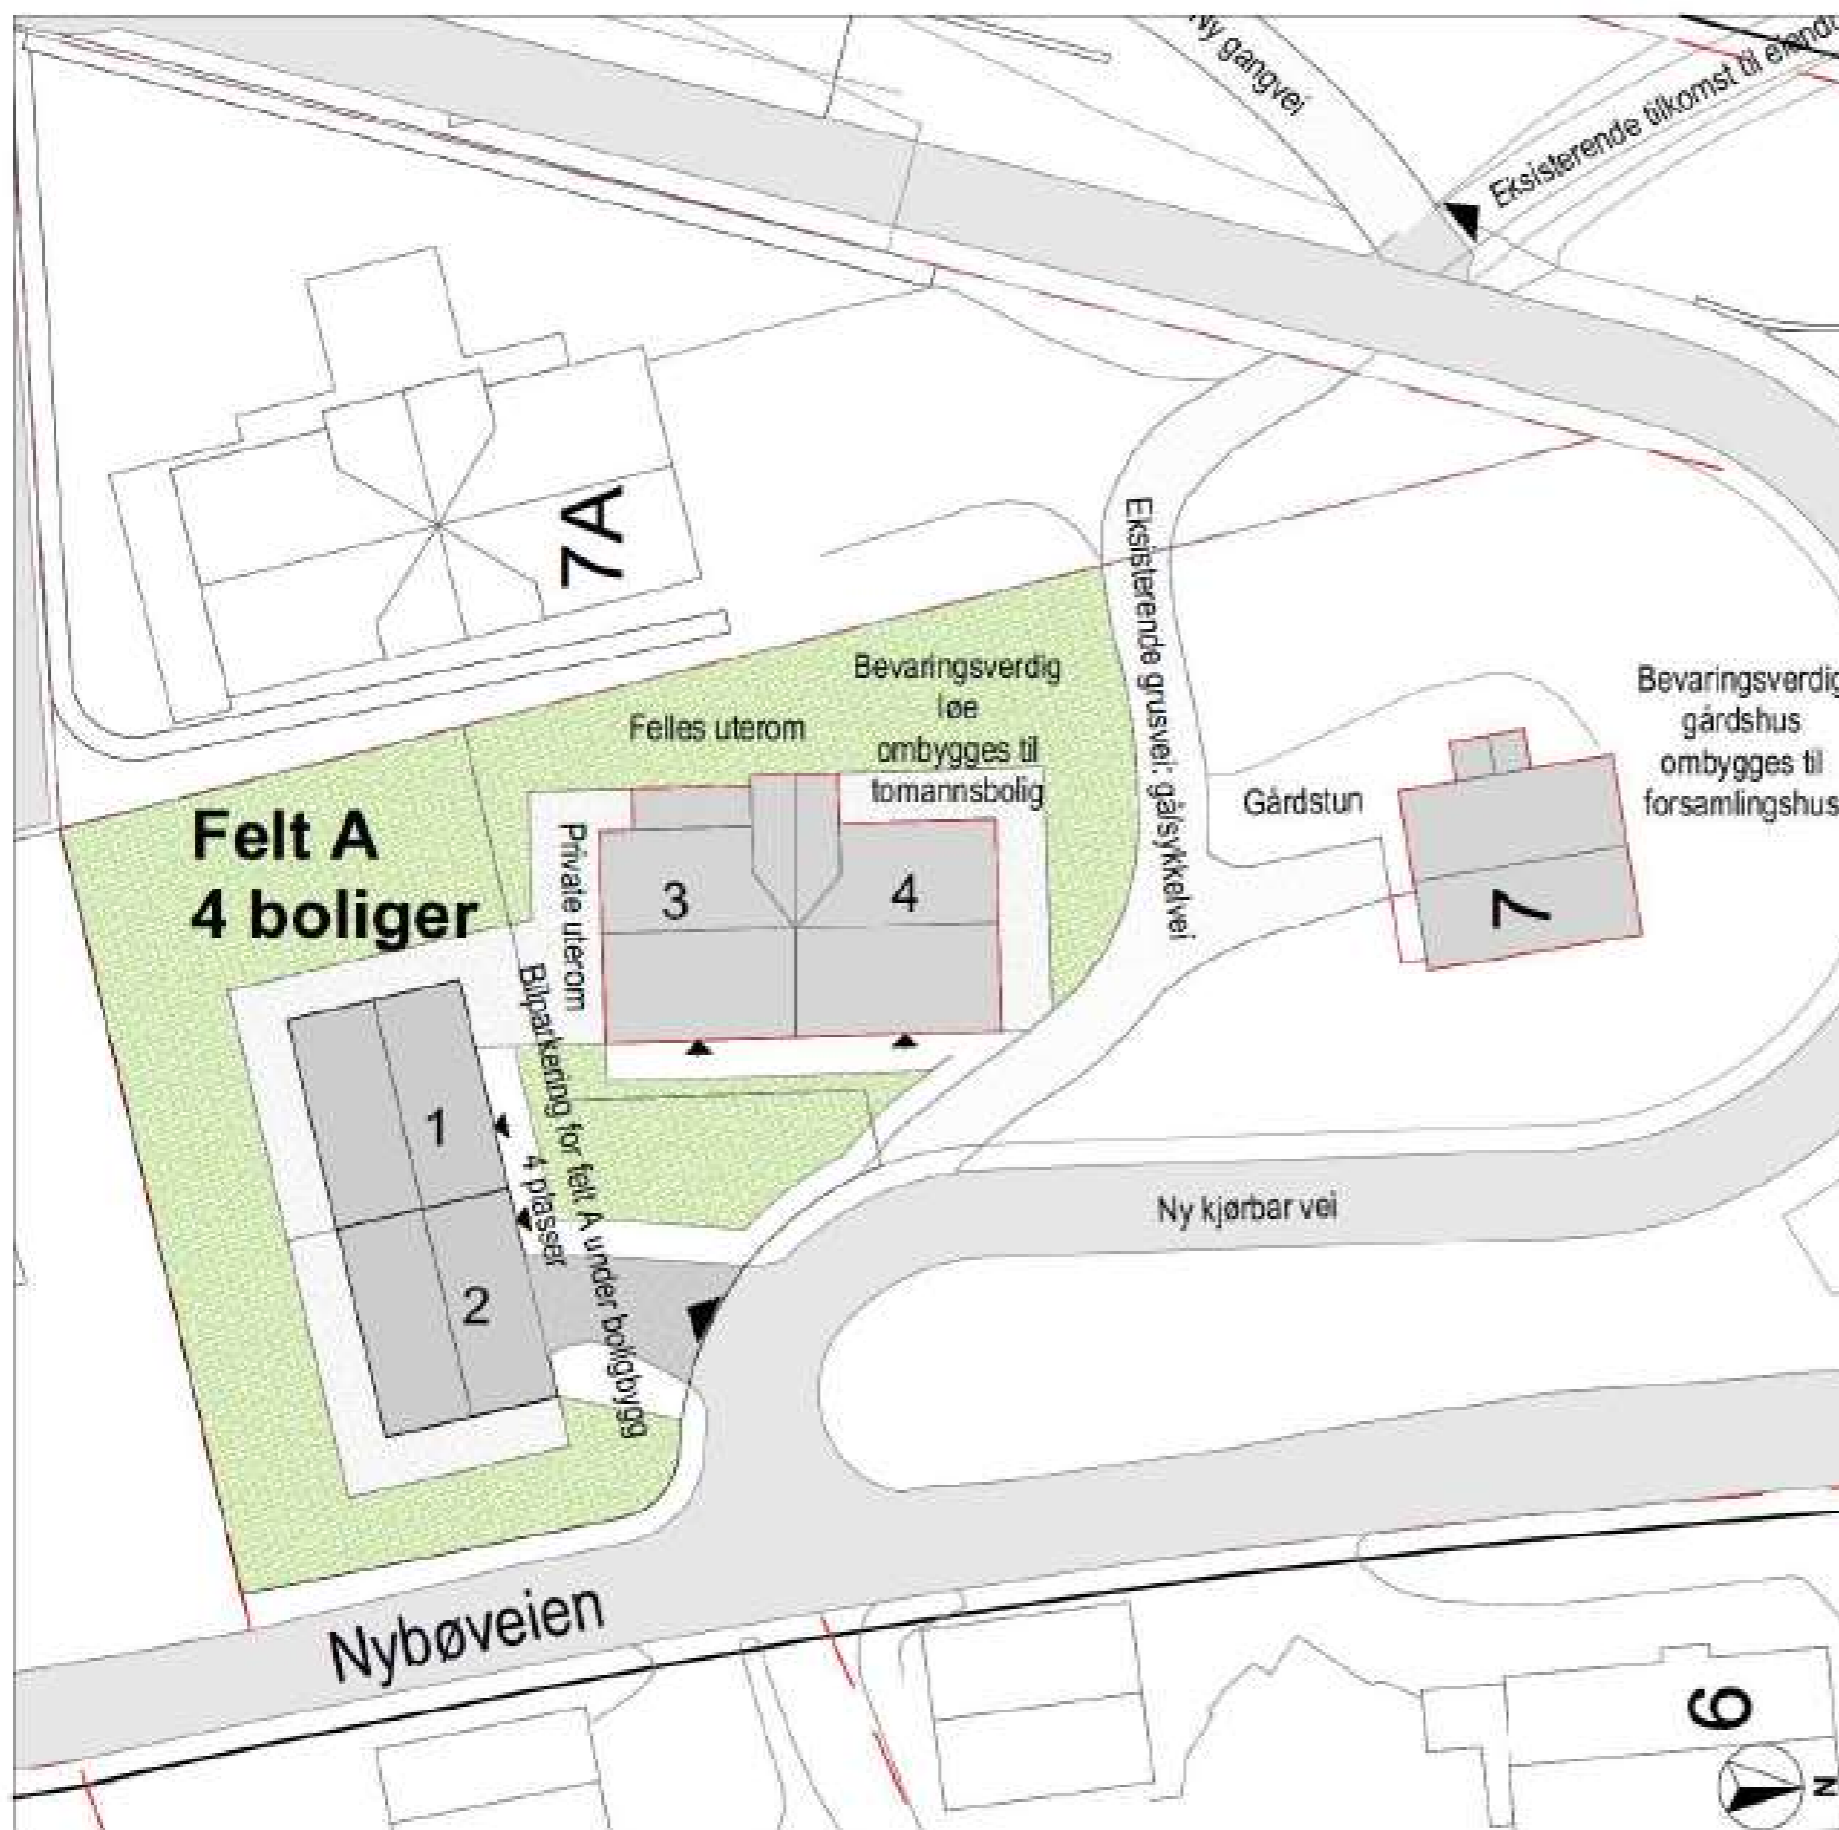 Ny gangvei
Eksisterende tilkomst til eiend
7A
Eksisterende grusvei: gå/sykkelvei
Bevaringsverdig
løe
ombygges til
tomannsbolig
Felles uterom
Bevaringsverdig
gårdshus
ombygges til
forsamlingshus
Gårdstun
Felt A
4 boliger
Private uterom
3
4
7
Bilparkering for felt A under boligbygg
4 plasser
1
2
Ny kjørbar vei
Nybøveien
6
N